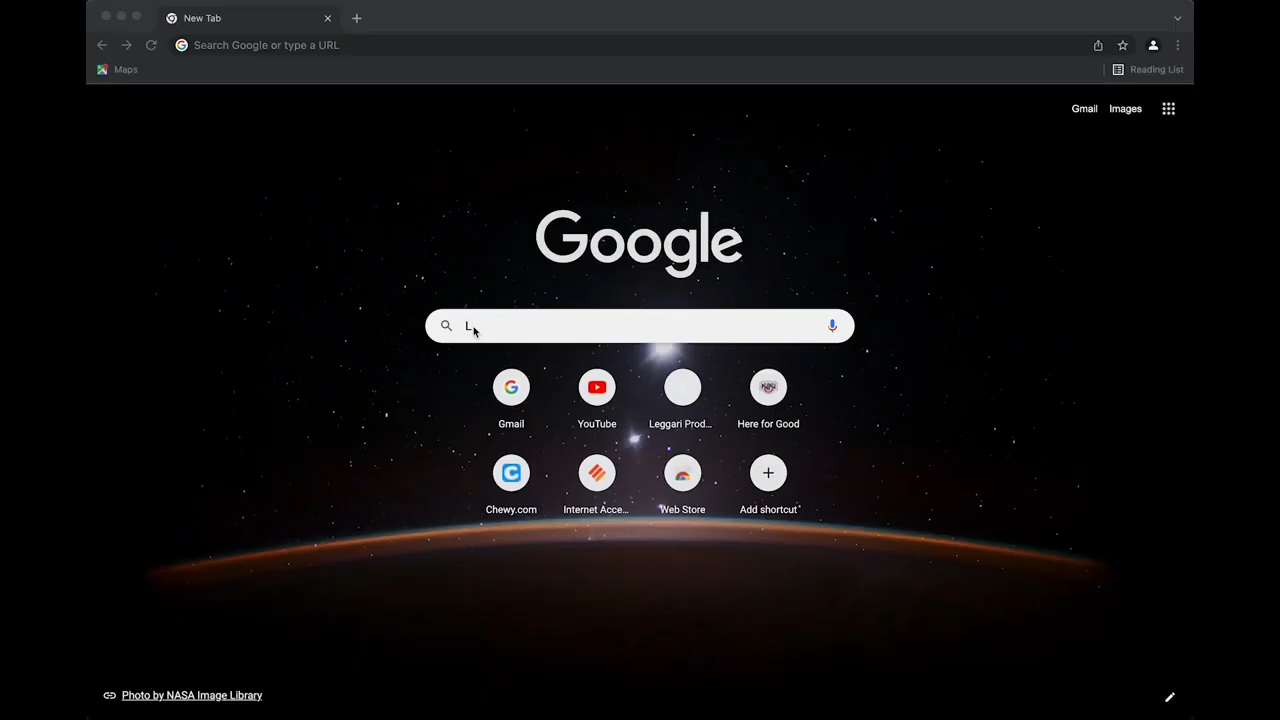 New Tab
Search Google or type a URL
Maps
Reading List
Gmail Images
Google
L
Gmail YouTube Leggari Prod... Here for Good
Chewy.com Internet Acce... Web Store Add shortcut
Photo by NASA Image Library